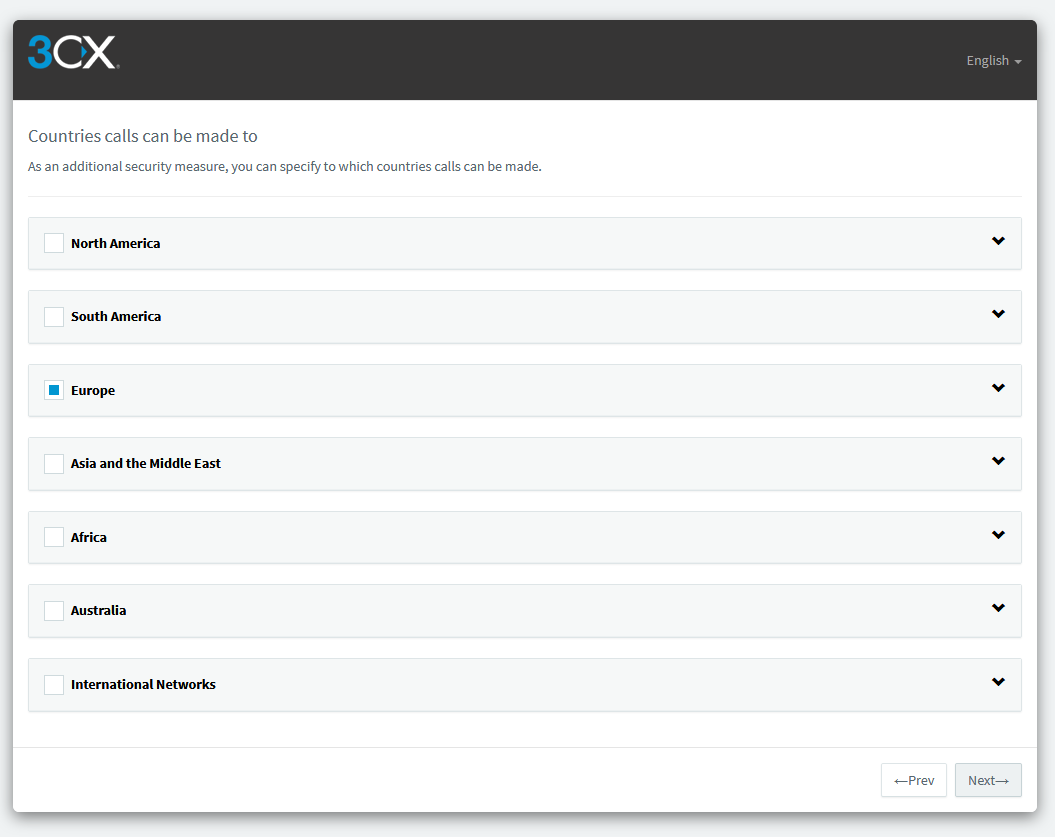 3CX
English
Countries calls can be made to
As an additional security measure, you can specify to which countries calls can be made.
North America
South America
Europe
Asia and the Middle East
Africa
Australia
International Networks
←Prev Next→